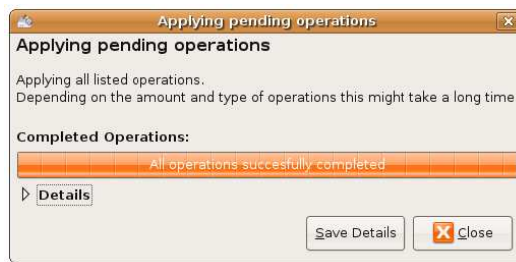 Applying pending operations
Applying pending operations
Applying all listed operations.
Depending on the amount and type of operations this might take a long time
Completed Operations:
All operations succesfully completed
Details
Save Details
Close